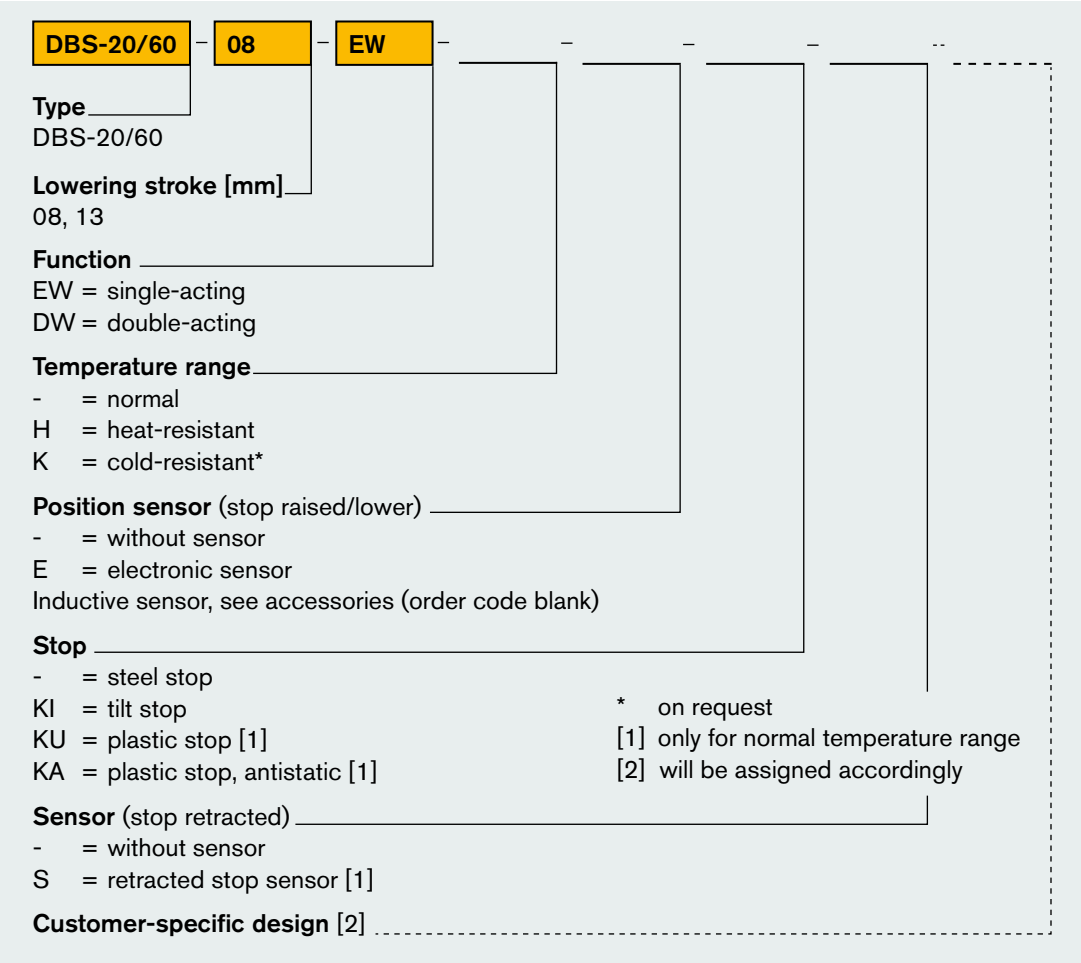 DBS-20/60 - 08 - EW - - - - --
Type
DBS-20/60
Lowering stroke [mm]
08, 13
Function
EW = single-acting
DW = double-acting
Temperature range
- = normal
H = heat-resistant
K = cold-resistant*
Position sensor (stop raised/lower)
- = without sensor
E = electronic sensor
Inductive sensor, see accessories (order code blank)
Stop
- = steel stop
KI = tilt stop
KU = plastic stop [1]
KA = plastic stop, antistatic [1]
* on request
[1] only for normal temperature range
[2] will be assigned accordingly
Sensor (stop retracted)
- = without sensor
S = retracted stop sensor [1]
Customer-specific design [2]